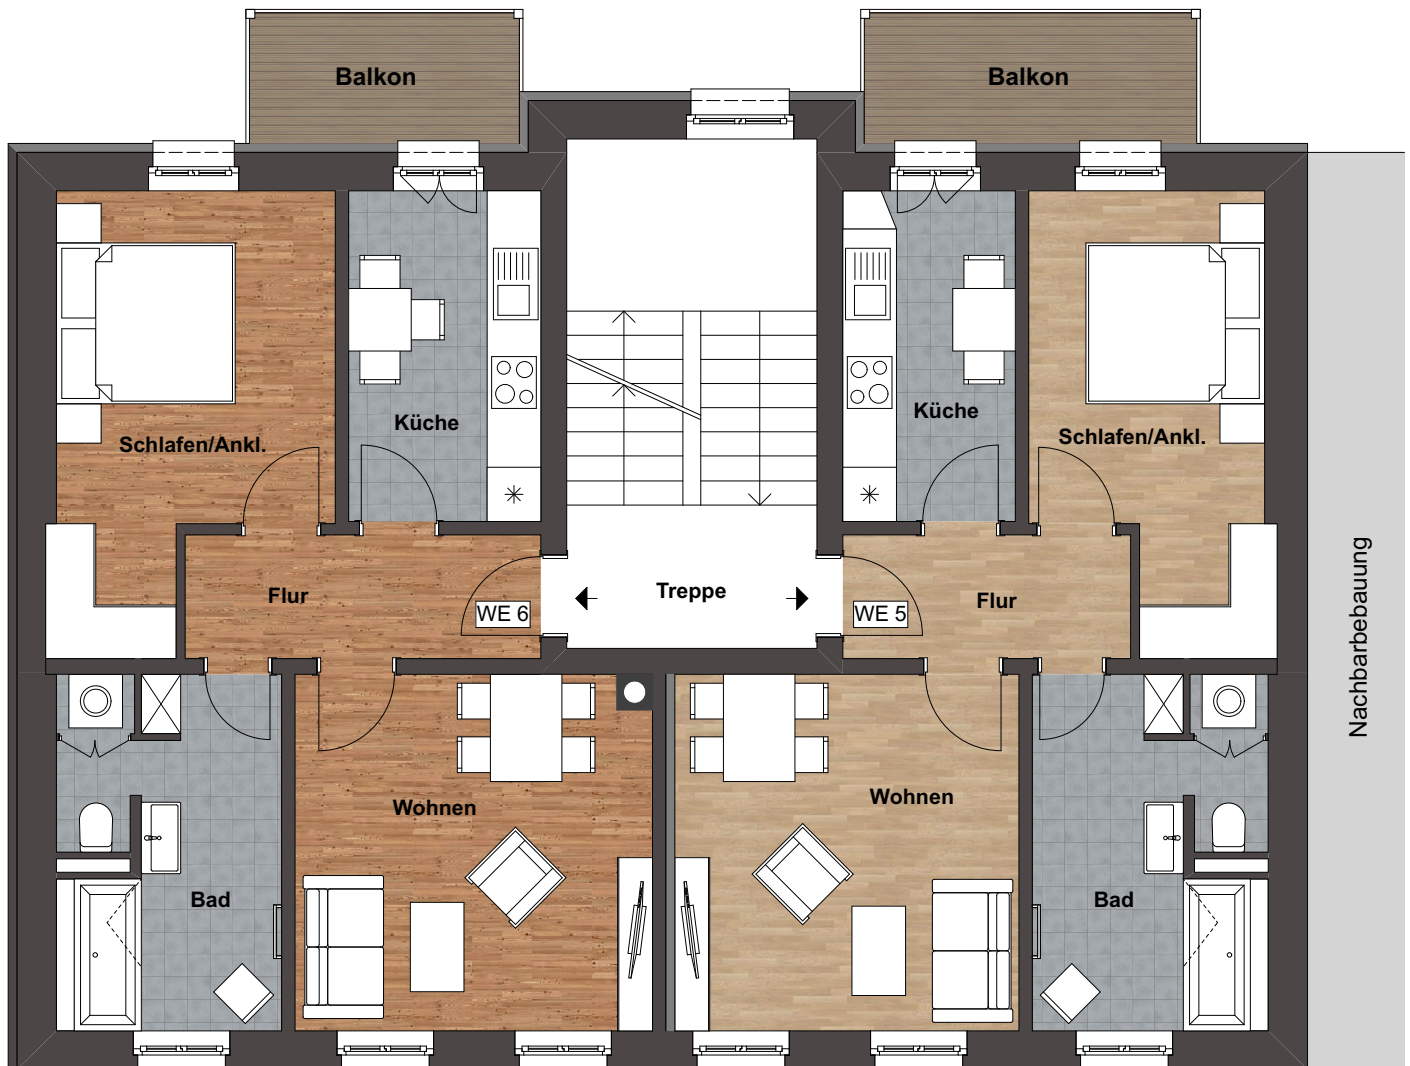 Balkon
Balkon
Küche
Küche
Schlafen/Ankl.
Schlafen/Ankl.
Flur
WE 6
Treppe
WE 5
Flur
Nachbarbebauung
Wohnen
Wohnen
Bad
Bad